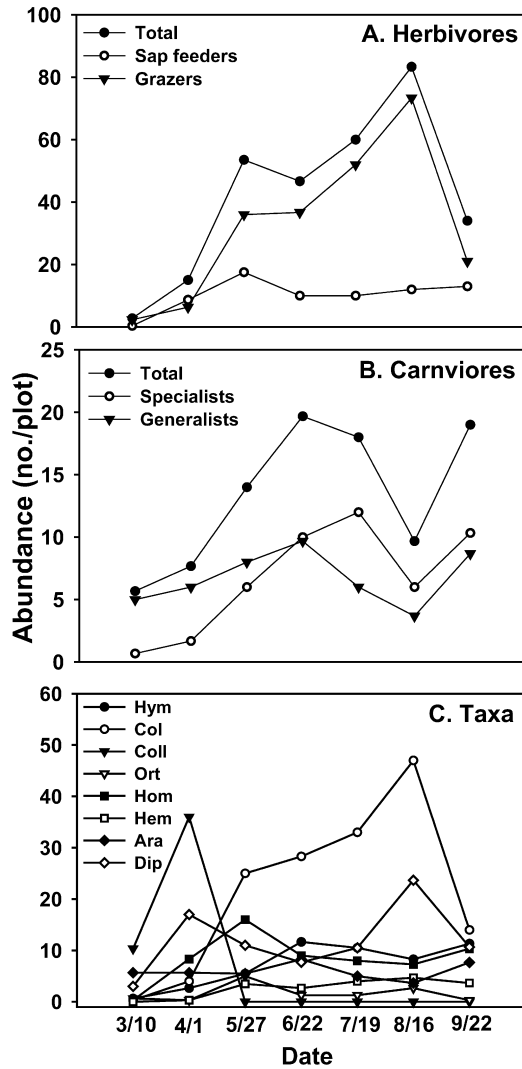 A. Herbivores
Total
Sap feeders
Grazers
100
80
60
40
20
0
B. Carnviores
Total
Specialists
Generalists
25
20
15
10
5
0
Abundance (no./plot)
C. Taxa
Hym
Col
Coll
Ort
Hom
Hem
Ara
Dip
60
50
40
30
20
10
0
3/10 4/1 5/27 6/22 7/19 8/16 9/22
Date